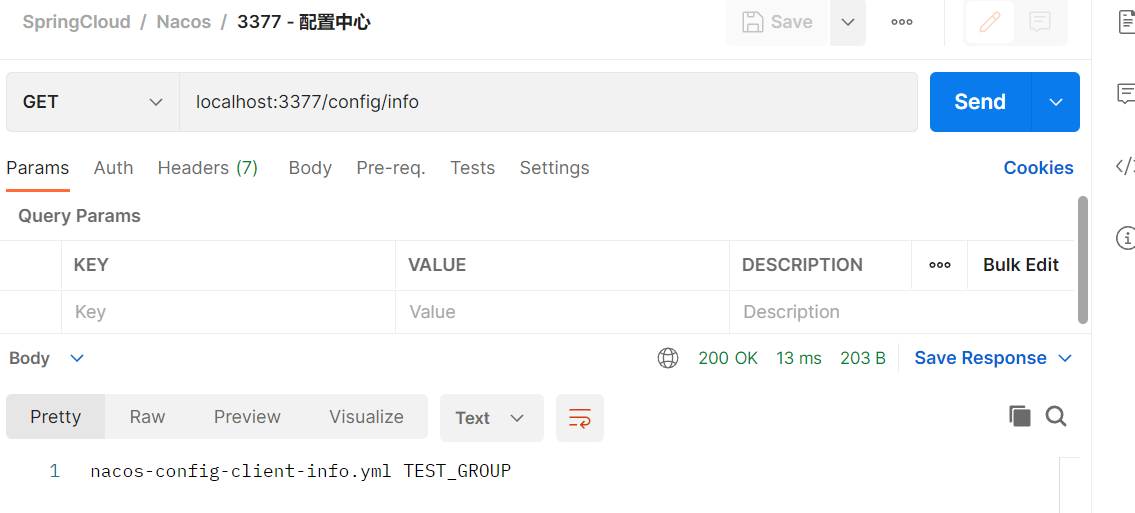 SpringCloud / Nacos / 3377 - 配置中心
Save
GET
localhost:3377/config/info
Send
Params Auth Headers (7) Body Pre-req. Tests Settings Cookies
Query Params
KEY VALUE DESCRIPTION Bulk Edit
Key Value Description
Body 200 OK 13 ms 203 B Save Response
Pretty Raw Preview Visualize Text
1 nacos-config-client-info.yml TEST_GROUP